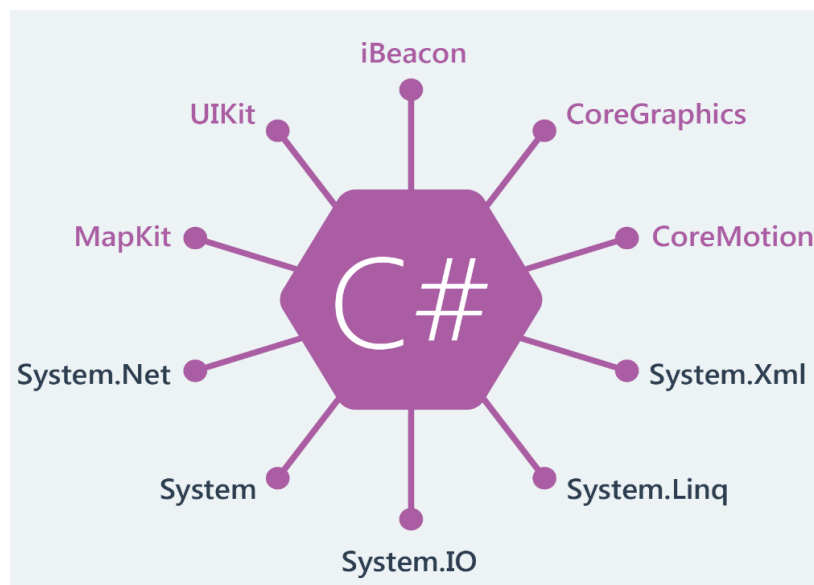 iBeacon
UIKit
CoreGraphics
MapKit
CoreMotion
C#
System.Net
System.Xml
System
System.Linq
System.IO